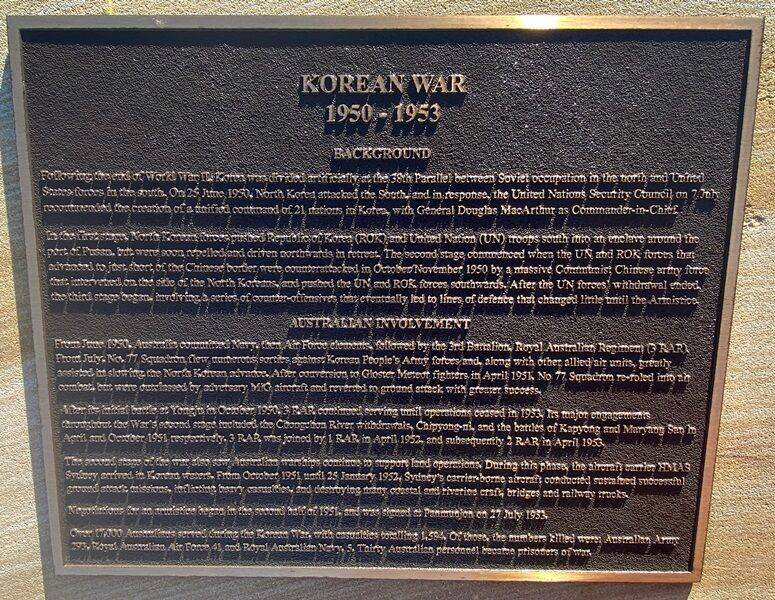 KOREAN WAR
1950 - 1953
BACKGROUND
Following the end of World War II, Korea was divided artificially at the 38th Parallel between Soviet occupation in the north and United
States forces in the south. On 25 June 1950, North Korea attacked the South, and in response, the United Nations Security Council on 7 July
recommended the creation of a unified command of 21 nations in Korea, with General Douglas MacArthur as Commander-in-Chief.
In the first stage, North Korean forces pushed Republic of Korea (ROK) and United Nation (UN) troops south into an enclave around the
port of Pusan, but were soon repelled and driven northwards in retreat. The second stage commenced when the UN and ROK forces that
advanced to just short of the Chinese border, were counterattacked in October/November 1950 by a massive Communist Chinese army force
that intervened on the side of the North Koreans, and pushed the UN and ROK forces southwards. After the UN forces' withdrawal ended,
the third stage began, involving a series of counter-offensives that eventually led to lines of defence that changed little until the Armistice.
AUSTRALIAN INVOLVEMENT
From June 1950, Australia committed Navy, then Air Force elements, followed by the 3rd Battalion, Royal Australian Regiment (3 RAR).
From July, No. 77 Squadron flew numerous sorties against Korean People's Army forces and, along with other allied air units, greatly
assisted in slowing the North Korean advance. After conversion to Gloster Meteor fighters in April 1951, No 77 Squadron re-roled into air
combat, but were outclassed by adversary MIG aircraft and reverted to ground attack with greater success.
After its initial battle at Yongju in October 1950, 3 RAR continued serving until operations ceased in 1953. Its major engagements
throughout the War's second stage included the Chongchon River withdrawals, Chipyong-ni, and the battles of Kapyong and Maryang San in
April and October 1951 respectively. 3 RAR was joined by 1 RAR in April 1952, and subsequently 2 RAR in April 1953.
The second stage of the war also saw Australian warships continue to support land operations. During this phase, the aircraft carrier HMAS
Sydney arrived in Korean waters. From October 1951 until 25 January 1952, Sydney's carrier-borne aircraft conducted sustained successful
ground attack missions, inflicting heavy casualties, and destroying many coastal and riverine craft, bridges and railway trucks.
Negotiations for an armistice began in the second half of 1951, and was signed at Panmunjon on 27 July 1953.
Over 17,000 Australians served during the Korean War, with casualties totalling 1,584. Of these, the numbers killed were: Australian Army
293, Royal Australian Air Force 41 and Royal Australian Navy, 5. Thirty Australian personnel became prisoners of war.